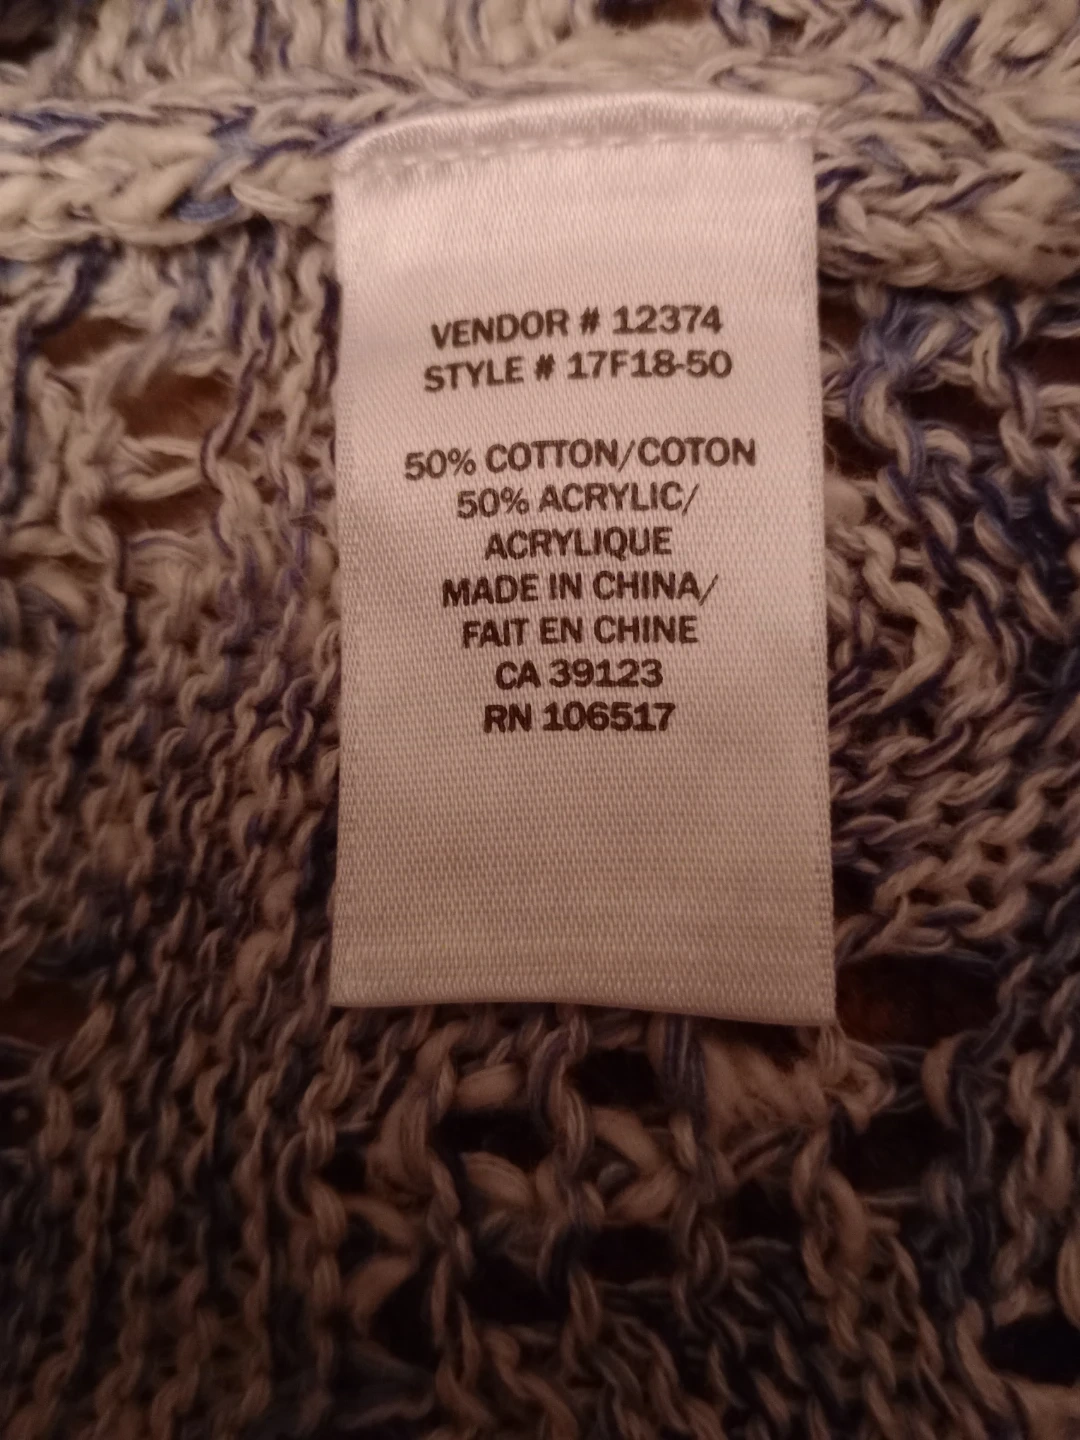 VENDOR # 12374
STYLE # 17F18-50
50% COTTON/COTON
50% ACRYLIC/
ACRYLIQUE
MADE IN CHINA/
FAIT EN CHINE
CA 39123
RN 106517